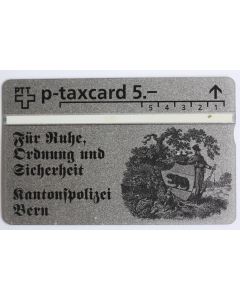 PTT p-taxcard 5.–
5 4 3 2 1
Für Ruhe,
Ordnung und
Sicherheit
Kantonspolizei
Bern